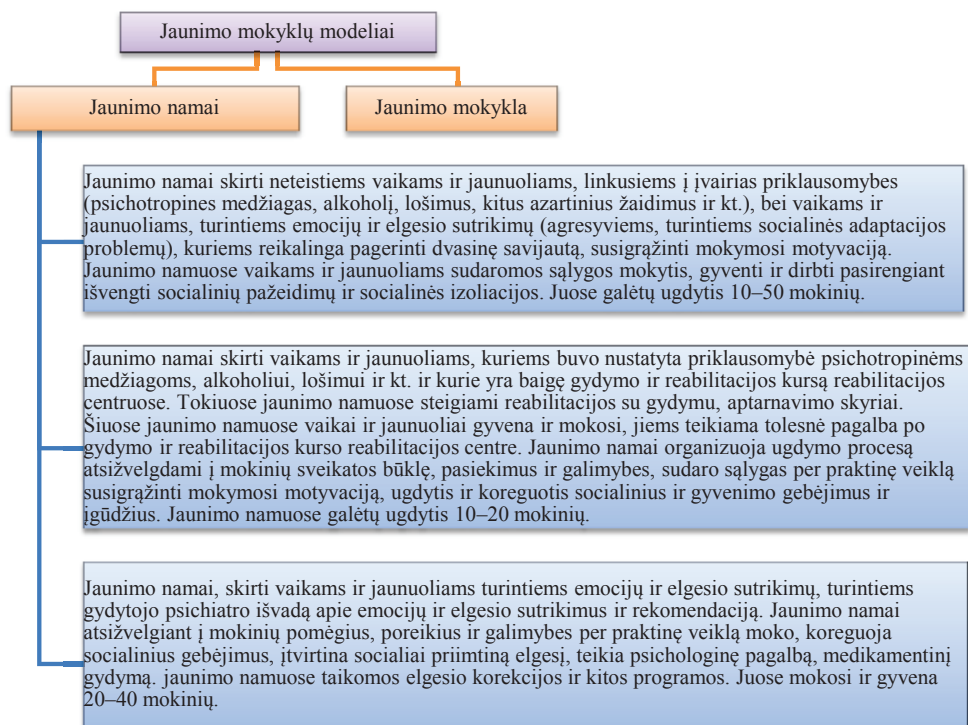 Jaunimo mokyklų modeliai
Jaunimo namai
Jaunimo mokykla
Jaunimo namai skirti neteistiems vaikams ir jaunuoliams, linkusiems į įvairias priklausomybes
(psichotropines medžiagas, alkoholį, lošimus, kitus azartinius žaidimus ir kt.), bei vaikams ir
jaunuoliams, turintiems emocijų ir elgesio sutrikimų (agresyviems, turintiems socialinės adaptacijos
problemų), kuriems reikalinga pagerinti dvasinę savijautą, susigrąžinti mokymosi motyvaciją.
Jaunimo namuose vaikams ir jaunuoliams sudaromos sąlygos mokytis, gyventi ir dirbti pasirengiant
išvengti socialinių pažeidimų ir socialinės izoliacijos. Juose galėtų ugdytis 10–50 mokinių.
Jaunimo namai skirti vaikams ir jaunuoliams, kuriems buvo nustatyta priklausomybė psichotropinėms
medžiagoms, alkoholiui, lošimui ir kt. ir kurie yra baigę gydymo ir reabilitacijos kursą reabilitacijos
centruose. Tokiuose jaunimo namuose steigiami reabilitacijos su gydymu, aptarnavimo skyriai.
Šiuose jaunimo namuose vaikai ir jaunuoliai gyvena ir mokosi, jiems teikiama tolesnė pagalba po
gydymo ir reabilitacijos kurso reabilitacijos centre. Jaunimo namai organizuoja ugdymo procesą
atsižvelgdami į mokinių sveikatos būklę, pasiekimus ir galimybes, sudaro sąlygas per praktinę veiklą
susigrąžinti mokymosi motyvaciją, ugdytis ir koreguotis socialinius ir gyvenimo gebėjimus ir
įgūdžius. Jaunimo namuose galėtų ugdytis 10–20 mokinių.
Jaunimo namai, skirti vaikams ir jaunuoliams turintiems emocijų ir elgesio sutrikimų, turintiems
gydytojo psichiatro išvadą apie emocijų ir elgesio sutrikimus ir rekomendaciją. Jaunimo namai
atsižvelgiant į mokinių pomėgius, poreikius ir galimybes per praktinę veiklą moko, koreguoja
socialinius gebėjimus, įtvirtina socialiai priimtiną elgesį, teikia psichologinę pagalbą, medikamentinį
gydymą. jaunimo namuose taikomos elgesio korekcijos ir kitos programos. Juose mokosi ir gyvena
20–40 mokinių.